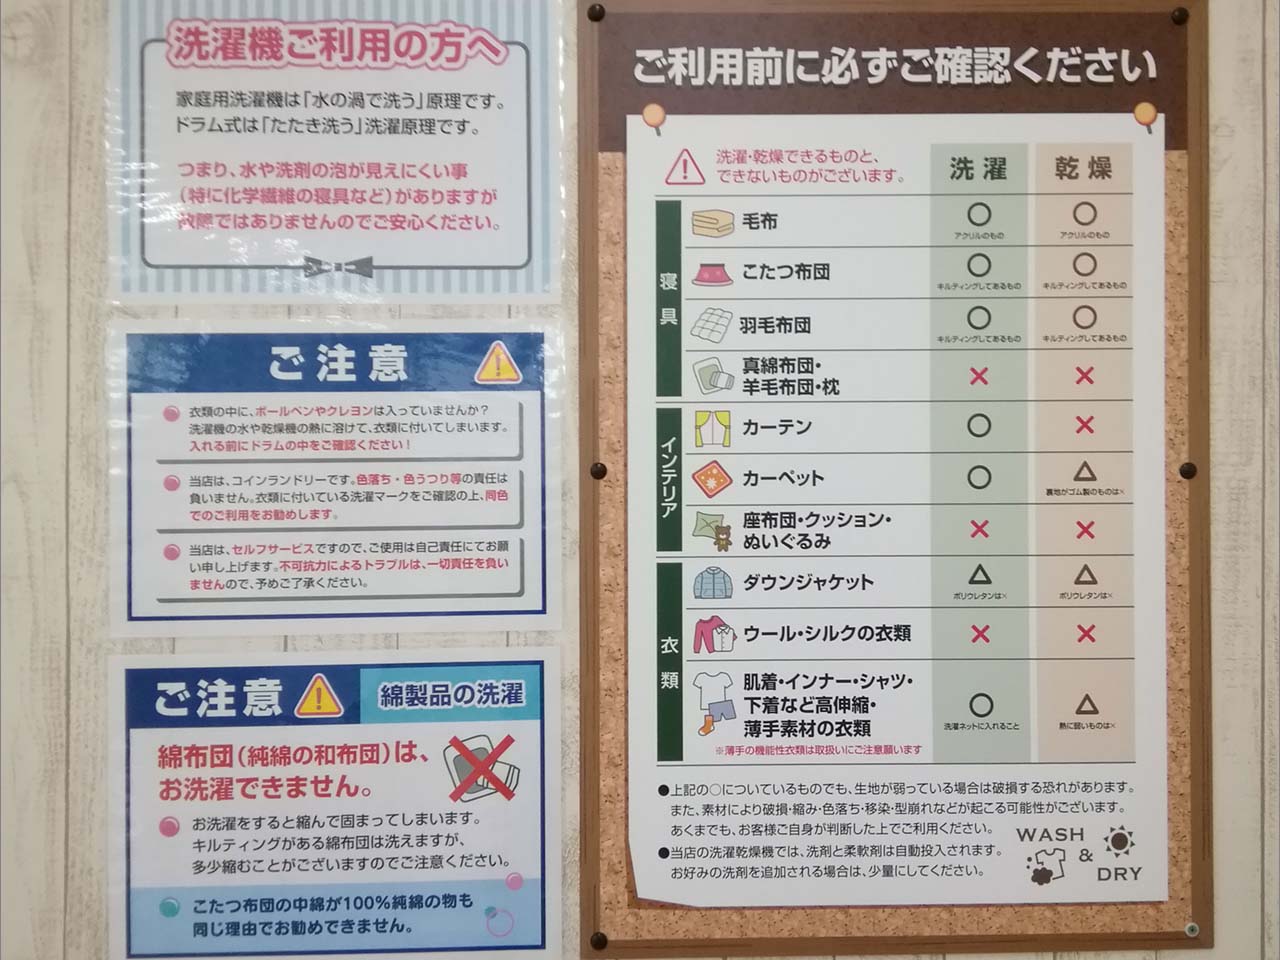 洗濯機ご利用の方へ
家庭用洗濯機は「水の渦で洗う」原理です。
ドラム式は「たたき洗う」洗濯原理です。
つまり、水や洗剤の泡が見えにくい事
（特に化学繊維の寝具など）がありますが
故障ではありませんのでご安心ください。
ご注意
衣類の中に、ボールペンやクレヨンは入っていませんか？
洗濯機の水や乾燥機の熱に溶けて、衣類に付いてしまいます。
入れる前にドラムの中をご確認ください！
当店は、コインランドリーです。色落ち・色うつり等の責任は
負いません。衣類に付いている洗濯マークをご確認の上、同色
でのご利用をお勧めします。
当店は、セルフサービスですので、ご使用は自己責任にてお願
い申し上げます。不可抗力によるトラブルは、一切責任を負い
ませんので、予めご了承ください。
ご注意
綿製品の洗濯
綿布団（純綿の和布団）は、
お洗濯できません。
お洗濯をすると縮んで固まってしまいます。
キルティングがある綿布団は洗えますが、
多少縮むことがございますのでご注意ください。
こたつ布団の中綿が100%純綿の物も
同じ理由でお勧めできません。
ご利用前に必ずご確認ください
洗濯・乾燥できるものと、
できないものがございます。
洗濯 乾燥
寝具
毛布 ○ ○
アクリルのもの アクリルのもの
こたつ布団 ○ ○
キルティングしてあるもの キルティングしてあるもの
羽毛布団 ○ ○
キルティングしてあるもの キルティングしてあるもの
真綿布団・
羊毛布団・枕 × ×
インテリア
カーテン ○ ×
カーペット ○ △
裏地がゴム製のものは×
座布団・クッション・
ぬいぐるみ × ×
衣類
ダウンジャケット △ △
ポリウレタンは× ポリウレタンは×
ウール・シルクの衣類 × ×
肌着・インナー・シャツ・
下着など高伸縮・
薄手素材の衣類 ○ △
洗濯ネットに入れること 熱に弱いものは×
※薄手の機能性衣類は取扱いにご注意願います
●上記の○についているものでも、生地が弱っている場合は破損する恐れがあります。
また、素材により破損・縮み・色落ち・移染・型崩れなどが起こる可能性がございます。
あくまでも、お客様ご自身が判断した上でご利用ください。
●当店の洗濯乾燥機では、洗剤と柔軟剤は自動投入されます。
お好みの洗剤を追加される場合は、少量にしてください。
WASH
&
DRY